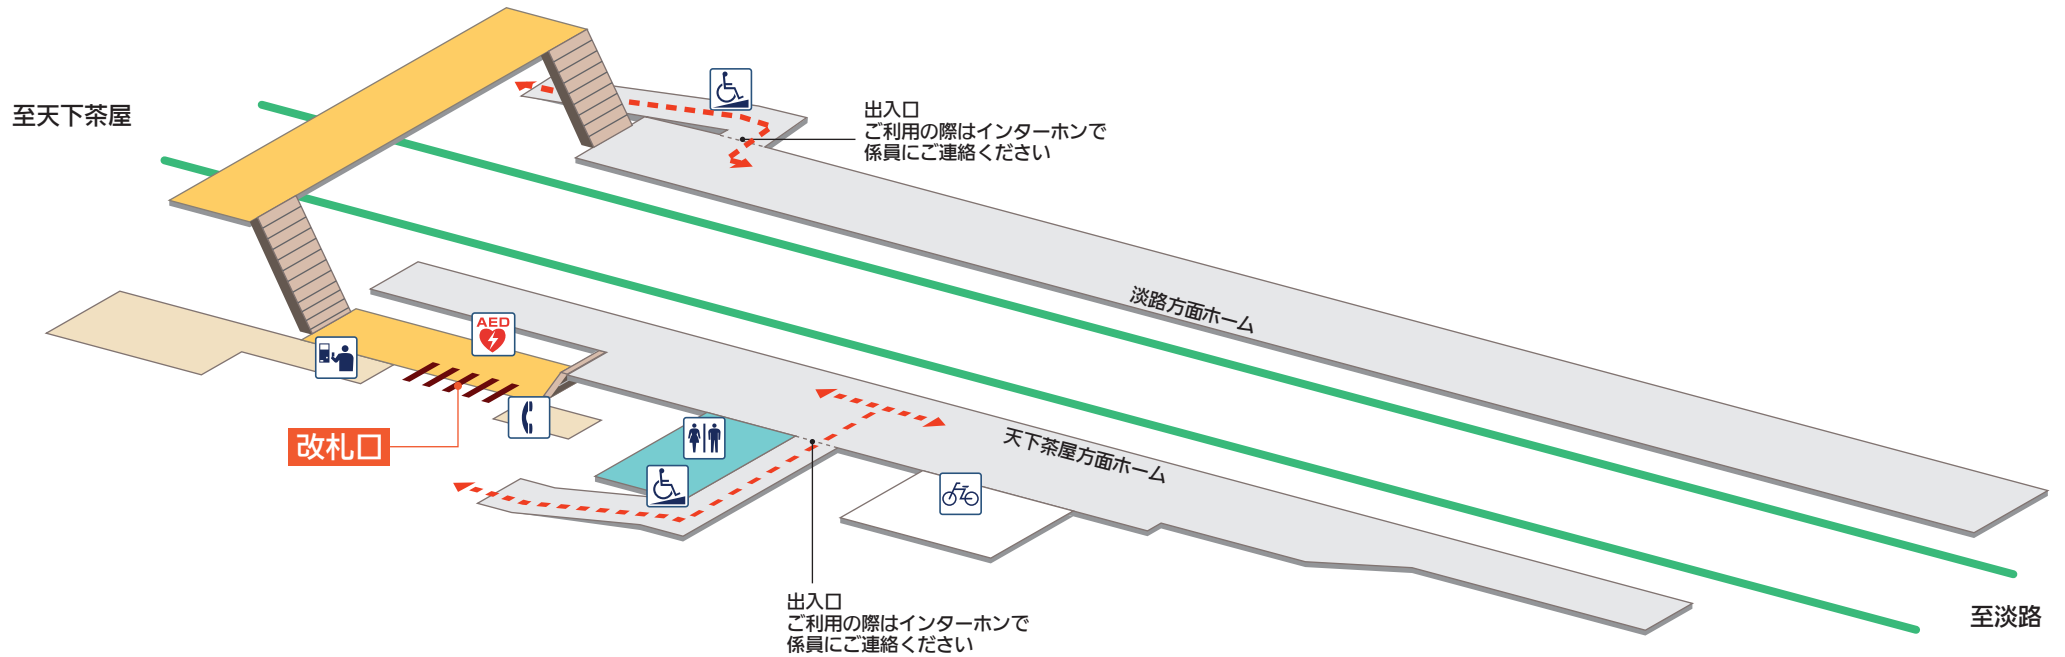 至天下茶屋
出入口
ご利用の際はインターホンで
係員にご連絡ください
淡路方面ホーム
AED
改札口
天下茶屋方面ホーム
出入口
ご利用の際はインターホンで
係員にご連絡ください
至淡路